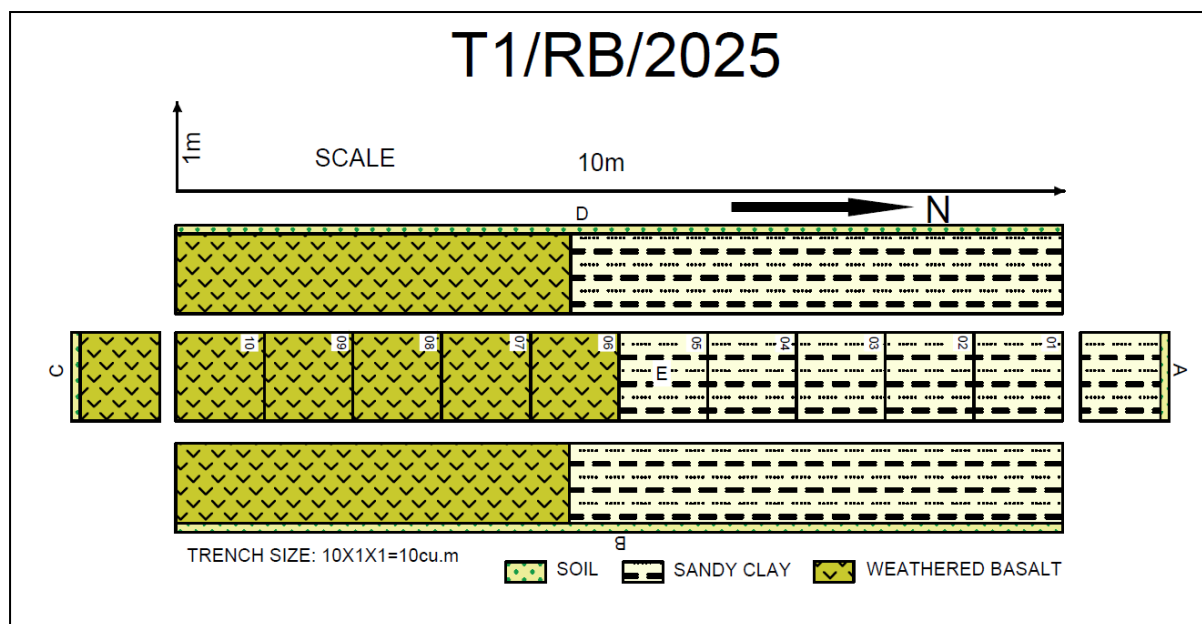 T1/RB/2025
1m
SCALE
10m
N
D
C
10
09
08
07
06
05
04
03
02
01
E
A
B
TRENCH SIZE: 10X1X1=10cu.m
SOIL
SANDY CLAY
WEATHERED BASALT